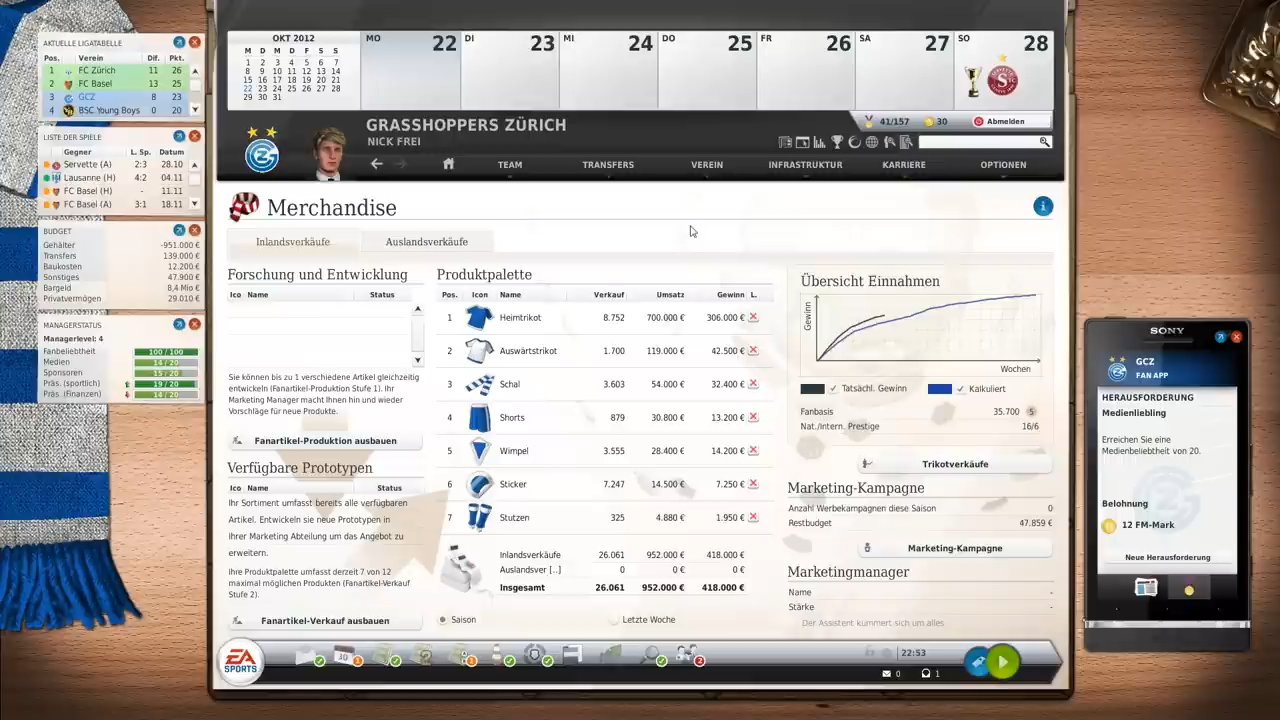 AKTUELLE LIGATABELLE
Pos. Verein Dif. Pkt.
1 FC Zürich 11 26
2 FC Basel 13 25
3 GCZ 8 23
4 BSC Young Boys 0 20
LISTE DER SPIELE
Gegner L. Sp. Datum
Servette (A) 2:3 28.10
Lausanne (H) 4:2 04.11
FC Basel (H) - 11.11
FC Basel (A) 3:1 18.11
BUDGET
Gehälter -951.000 €
Transfers 139.000 €
Baukosten 12.200 €
Sonstiges 47.900 €
Bargeld 8,4 Mio €
Privatvermögen 29.010 €
MANAGERSTATUS
Managerlevel: 4
Fanbeliebtheit 100 / 100
Medien 14 / 20
Sponsoren 15 / 20
Präs. (sportlich) 19 / 20
Präs. (Finanzen) 14 / 20
OKT 2012
M D M D F S S
1 2 3 4 5 6 7
8 9 10 11 12 13 14
15 16 17 18 19 20 21
22 23 24 25 26 27 28
29 30 31
MO 22 DI 23 MI 24 DO 25 FR 26 SA 27 SO 28
GRASSHOPPERS ZÜRICH
NICK FREI
41/157 30 Abmelden
TEAM TRANSFERS VEREIN INFRASTRUKTUR KARRIERE OPTIONEN
Merchandise
Inlandsverkäufe Auslandsverkäufe
Forschung und Entwicklung
Ico Name Status
Sie können bis zu 1 verschiedene Artikel gleichzeitig
entwickeln (Fanartikel-Produktion Stufe 1). Ihr
Marketing Manager macht Ihnen hin und wieder
Vorschläge für neue Produkte.
Fanartikel-Produktion ausbauen
Verfügbare Prototypen
Ico Name Status
Ihr Sortiment umfasst bereits alle verfügbaren
Artikel. Entwickeln sie neue Prototypen in
Ihrer Marketing Abteilung um das Angebot zu
erweitern.
Ihre Produktpalette umfasst derzeit 7 von 12
maximal möglichen Produkten (Fanartikel-Verkauf
Stufe 2).
Fanartikel-Verkauf ausbauen
Produktpalette
Pos. Icon Name Verkauf Umsatz Gewinn L.
1 Heimtrikot 8.752 700.000 € 306.000 €
2 Auswärtstrikot 1.700 119.000 € 42.500 €
3 Schal 3.603 54.000 € 32.400 €
4 Shorts 879 30.800 € 13.200 €
5 Wimpel 3.555 28.400 € 14.200 €
6 Sticker 7.247 14.500 € 7.250 €
7 Stutzen 325 4.880 € 1.950 €
Inlandsverkäufe 26.061 952.000 € 418.000 €
Auslandsver [..] 0 0 € 0 €
Insgesamt 26.061 952.000 € 418.000 €
Saison Letzte Woche
Übersicht Einnahmen
Gewinn
Wochen
Tatsächl. Gewinn Kalkuliert
Fanbasis 35.700 5
Nat./intern. Prestige 16/6
Trikotverkäufe
Marketing-Kampagne
Anzahl Werbekampagnen diese Saison 0
Restbudget 47.859 €
Marketing-Kampagne
Marketingmanager
Name -
Stärke -
Der Assistent kümmert sich um alles
SONY
GCZ
FAN APP
HERAUSFORDERUNG
Medienliebling
Erreichen Sie eine
Medienbeliebtheit von 20.
Belohnung
12 FM-Mark
Neue Herausforderung
EA
SPORTS
30
22:53
0 1